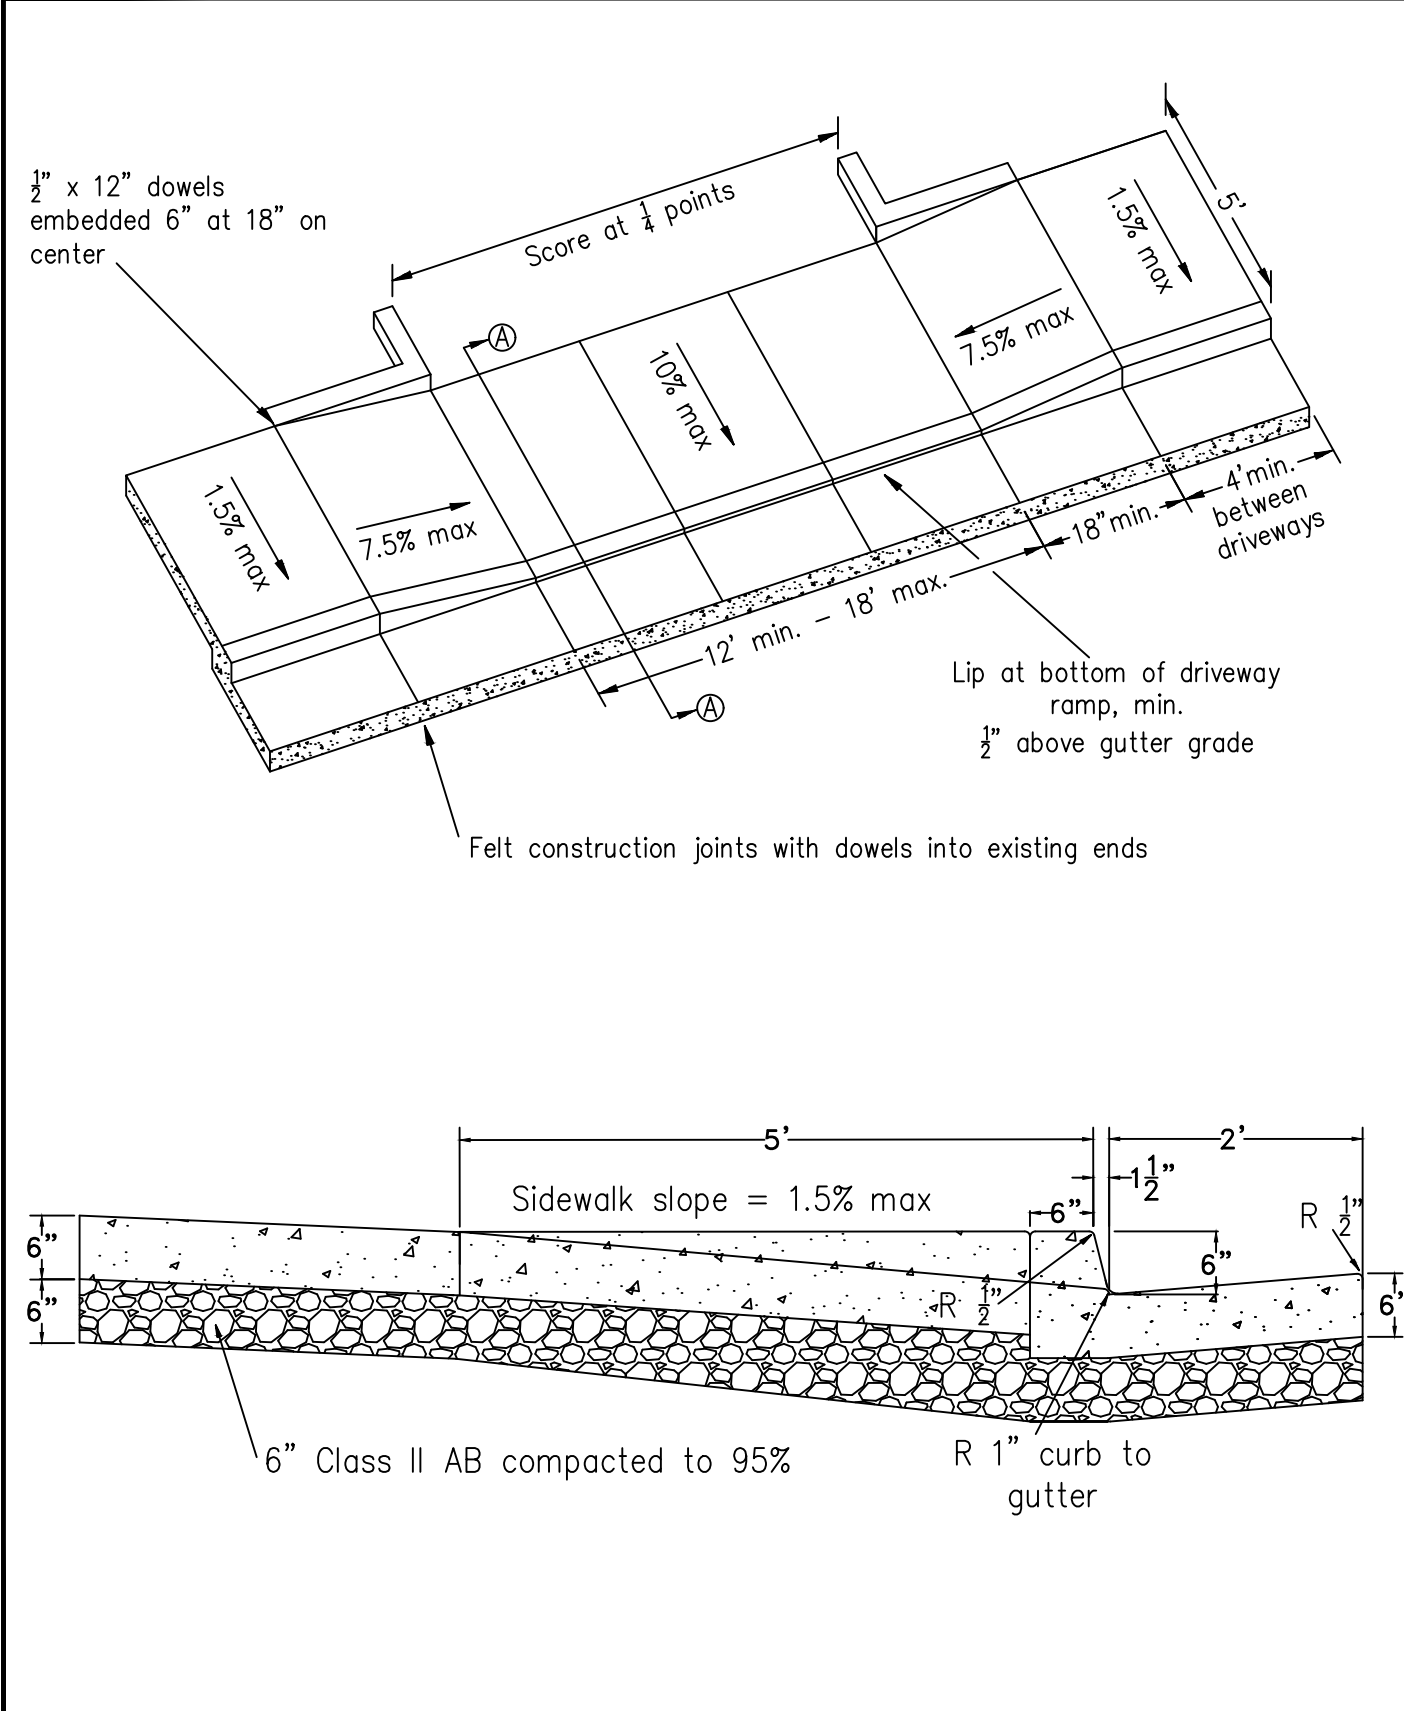 ½” x 12” dowels
embedded 6” at 18” on
center
Score at ¼ points
5'
1.5% max
7.5% max
10% max
A
1.5% max
7.5% max
4'min.
between
driveways
18”min.
12' min. – 18' max.
A
Lip at bottom of driveway
ramp, min.
½” above gutter grade
Felt construction joints with dowels into existing ends
5'
2'
1½”
Sidewalk slope = 1.5% max
6”
R ½”
6”
6”
6”
R ½”
6”
6” Class II AB compacted to 95%
R 1” curb to
gutter